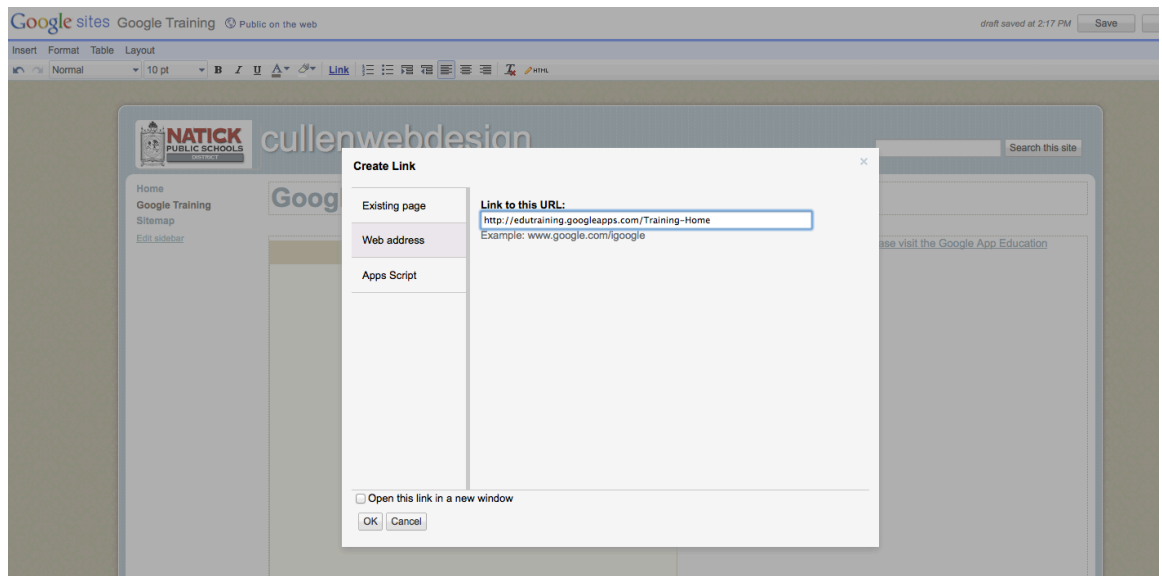 Google sites Google Training Public on the web draft saved at 2:17 PM Save
Insert Format Table Layout
Normal 10 pt B I U A Link T HTML
NATICK
PUBLIC SCHOOLS
DISTRICT
cullenwebdesign
Search this site
Create Link ×
Home
Google Training
Sitemap
Edit sidebar
Goog
Existing page
Web address
Apps Script
Link to this URL:
http://edutraining.googleapps.com/Training-Home
Example: www.google.com/igoogle
ase visit the Google App Education
Open this link in a new window
OK Cancel